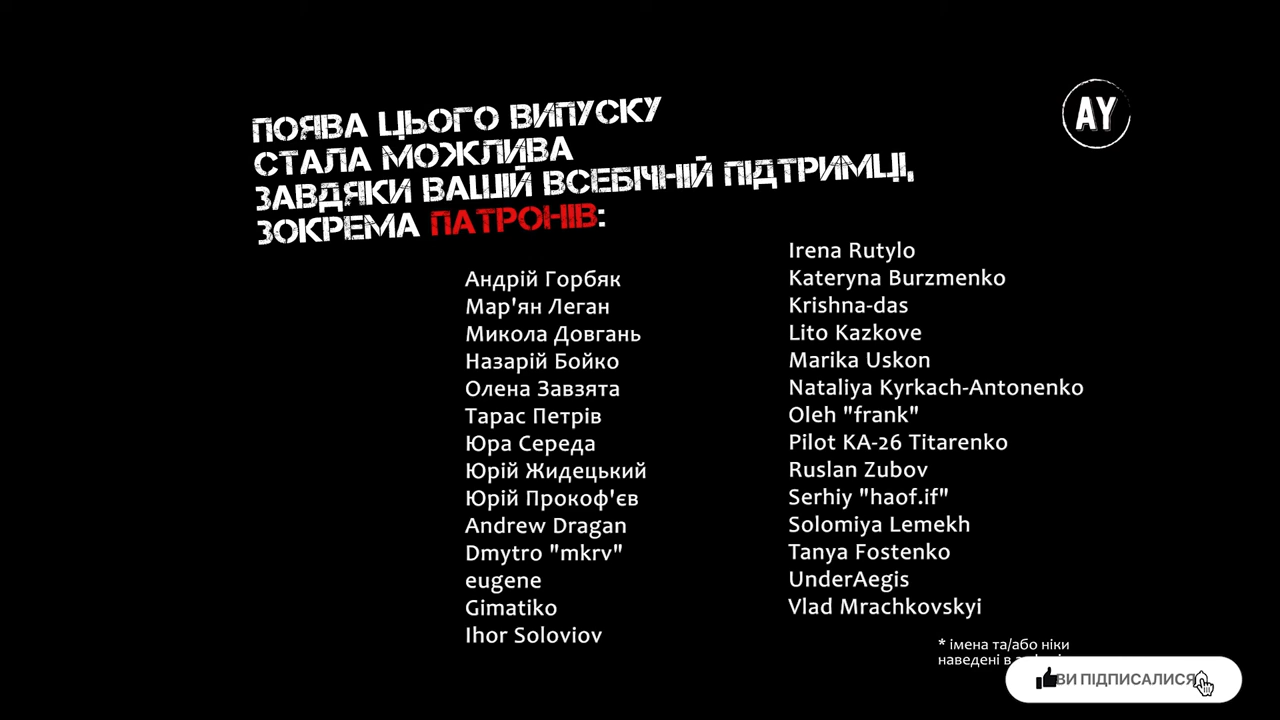 ПОЯВА ЦЬОГО ВИПУСКУ
СТАЛА МОЖЛИВА
ЗАВДЯКИ ВАШІЙ ВСЕБІЧНІЙ ПІДТРИМЦІ,
ЗОКРЕМА ПАТРОНІВ:
AY
Андрій Горбяк
Мар'ян Леган
Микола Довгань
Назарій Бойко
Олена Завзята
Тарас Петрів
Юра Середа
Юрій Жидецький
Юрій Прокоф'єв
Andrew Dragan
Dmytro "mkrv"
eugene
Gimatiko
Ihor Soloviov
Irena Rutylo
Kateryna Burzmenko
Krishna-das
Lito Kazkove
Marika Uskon
Nataliya Kyrkach-Antonenko
Oleh "frank"
Pilot KA-26 Titarenko
Ruslan Zubov
Serhiy "haof.if"
Solomiya Lemekh
Tanya Fostenko
UnderAegis
Vlad Mrachkovskyi
* імена та/або ніки
наведені в
ВИ ПІДПИСАЛИСЯ